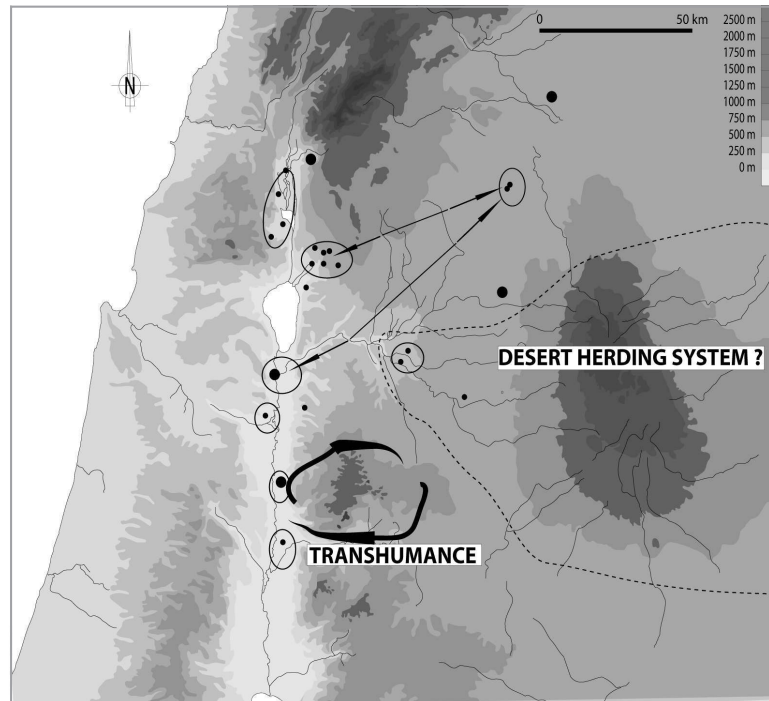 0 50 km
2500 m
2000 m
1750 m
1500 m
1250 m
1000 m
750 m
500 m
250 m
0 m
N
DESERT HERDING SYSTEM ?
TRANSHUMANCE